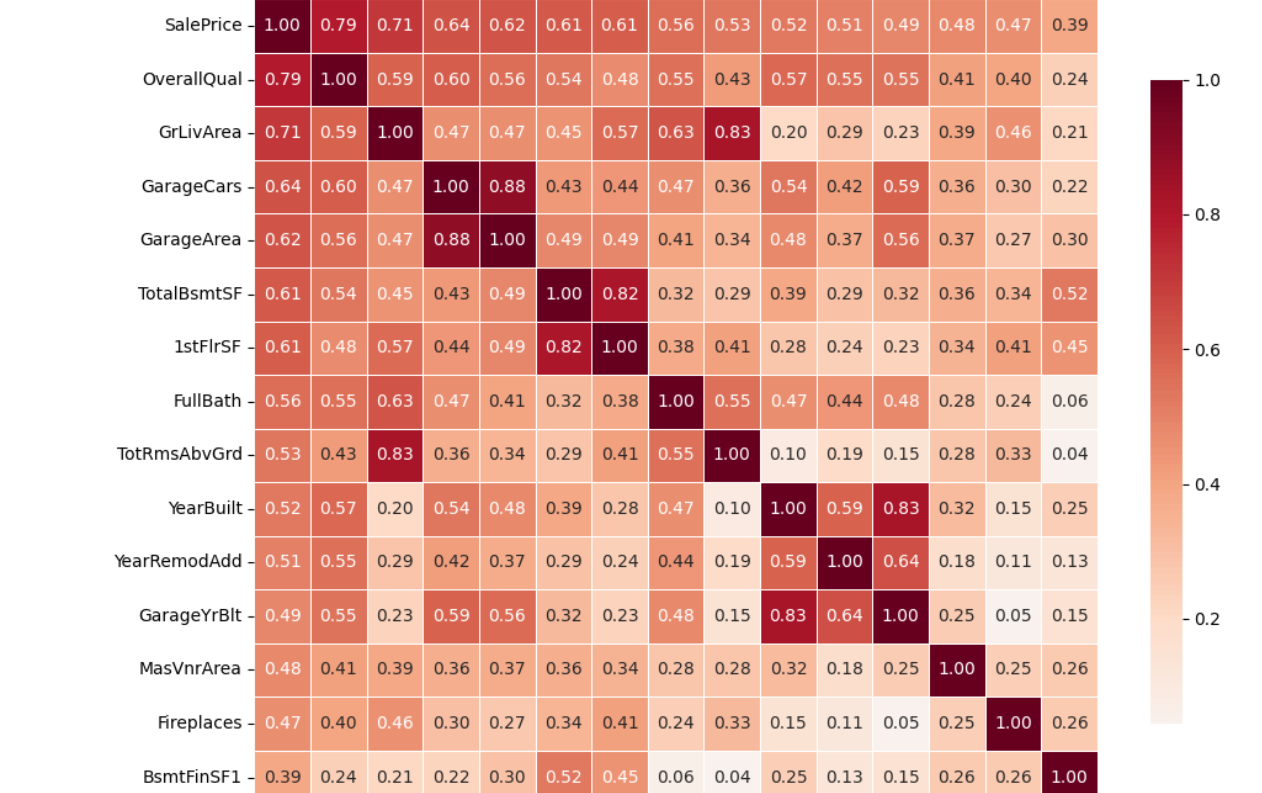 SalePrice 1.00 0.79 0.71 0.64 0.62 0.61 0.61 0.56 0.53 0.52 0.51 0.49 0.48 0.47 0.39
OverallQual 0.79 1.00 0.59 0.60 0.56 0.54 0.48 0.55 0.43 0.57 0.55 0.55 0.41 0.40 0.24
GrLivArea 0.71 0.59 1.00 0.47 0.47 0.45 0.57 0.63 0.83 0.20 0.29 0.23 0.39 0.46 0.21
GarageCars 0.64 0.60 0.47 1.00 0.88 0.43 0.44 0.47 0.36 0.54 0.42 0.59 0.36 0.30 0.22
GarageArea 0.62 0.56 0.47 0.88 1.00 0.49 0.49 0.41 0.34 0.48 0.37 0.56 0.37 0.27 0.30
TotalBsmtSF 0.61 0.54 0.45 0.43 0.49 1.00 0.82 0.32 0.29 0.39 0.29 0.32 0.36 0.34 0.52
1stFlrSF 0.61 0.48 0.57 0.44 0.49 0.82 1.00 0.38 0.41 0.28 0.24 0.23 0.34 0.41 0.45
FullBath 0.56 0.55 0.63 0.47 0.41 0.32 0.38 1.00 0.55 0.47 0.44 0.48 0.28 0.24 0.06
TotRmsAbvGrd 0.53 0.43 0.83 0.36 0.34 0.29 0.41 0.55 1.00 0.10 0.19 0.15 0.28 0.33 0.04
YearBuilt 0.52 0.57 0.20 0.54 0.48 0.39 0.28 0.47 0.10 1.00 0.59 0.83 0.32 0.15 0.25
YearRemodAdd 0.51 0.55 0.29 0.42 0.37 0.29 0.24 0.44 0.19 0.59 1.00 0.64 0.18 0.11 0.13
GarageYrBlt 0.49 0.55 0.23 0.59 0.56 0.32 0.23 0.48 0.15 0.83 0.64 1.00 0.25 0.05 0.15
MasVnrArea 0.48 0.41 0.39 0.36 0.37 0.36 0.34 0.28 0.28 0.32 0.18 0.25 1.00 0.25 0.26
Fireplaces 0.47 0.40 0.46 0.30 0.27 0.34 0.41 0.24 0.33 0.15 0.11 0.05 0.25 1.00 0.26
BsmtFinSF1 0.39 0.24 0.21 0.22 0.30 0.52 0.45 0.06 0.04 0.25 0.13 0.15 0.26 0.26 1.00
1.0
0.8
0.6
0.4
0.2